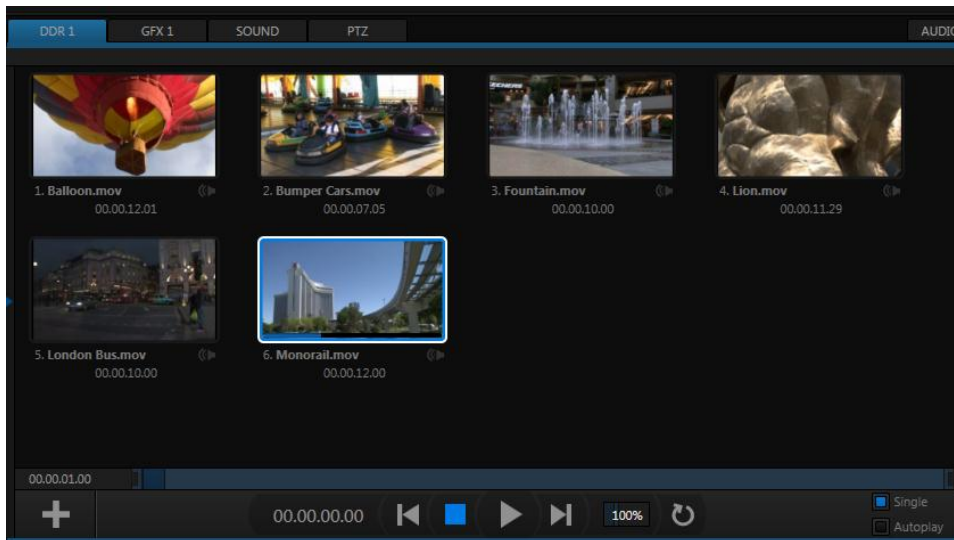 DDR 1 GFX 1 SOUND PTZ AUDIO
SKECHERS
1. Balloon.mov 2. Bumper Cars.mov 3. Fountain.mov 4. Lion.mov
00.00.12.01 00.00.07.05 00.00.10.00 00.00.11.29
5. London Bus.mov 6. Monorail.mov
00.00.10.00 00.00.12.00
00.00.01.00
00.00.00.00 100% Single
Autoplay